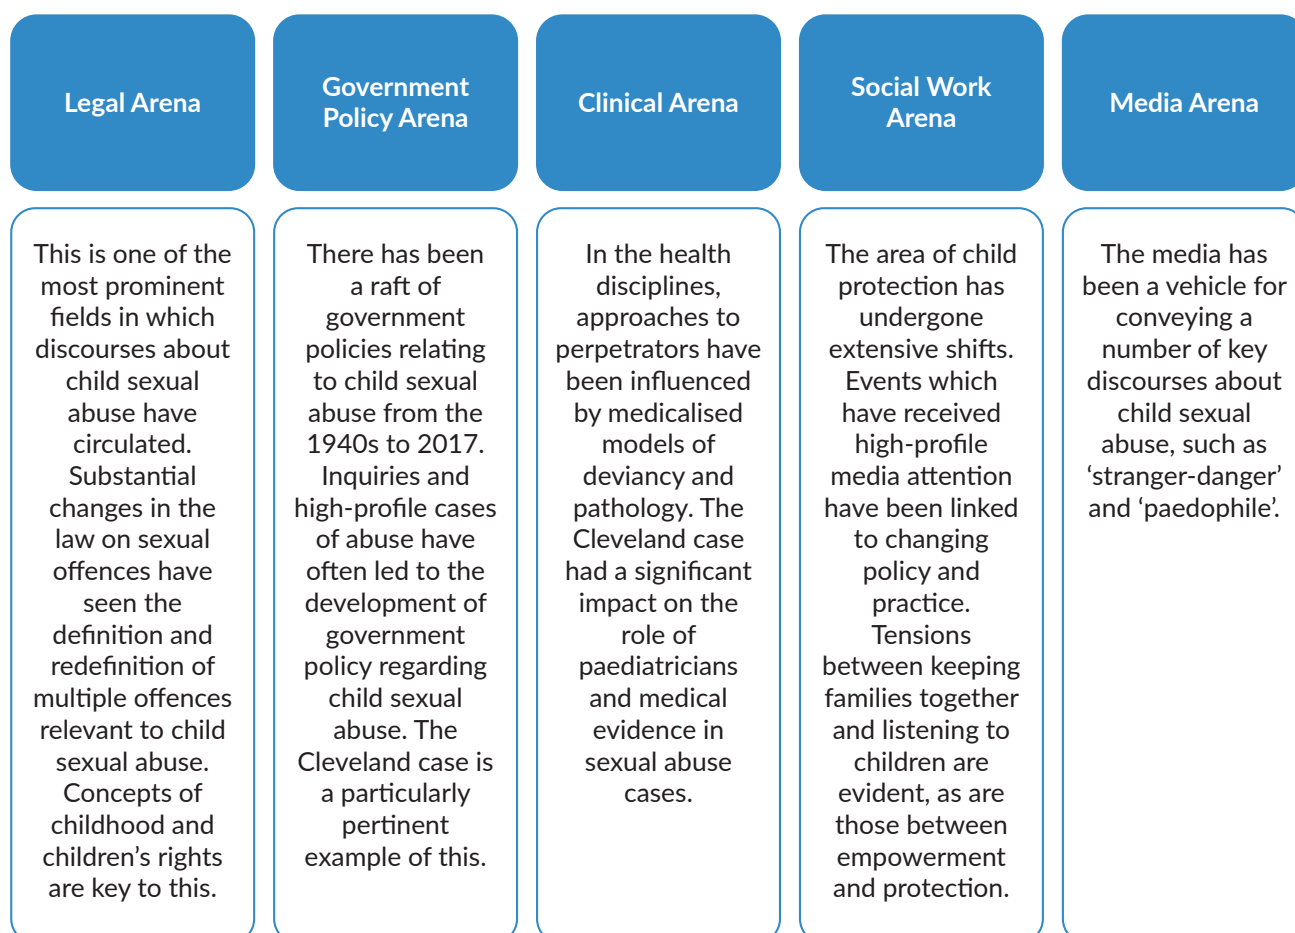 Legal Arena
Government
Policy Arena
Clinical Arena
Social Work
Arena
Media Arena
This is one of the
most prominent
fields in which
discourses about
child sexual
abuse have
circulated.
Substantial
changes in the
law on sexual
offences have
seen the
definition and
redefinition of
multiple offences
relevant to child
sexual abuse.
Concepts of
childhood and
children’s rights
are key to this.
There has been
a raft of
government
policies relating
to child sexual
abuse from the
1940s to 2017.
Inquiries and
high-profile cases
of abuse have
often led to the
development of
government
policy regarding
child sexual
abuse. The
Cleveland case is
a particularly
pertinent
example of this.
In the health
disciplines,
approaches to
perpetrators have
been influenced
by medicalised
models of
deviancy and
pathology. The
Cleveland case
had a significant
impact on the
role of
paediatricians
and medical
evidence in
sexual abuse
cases.
The area of child
protection has
undergone
extensive shifts.
Events which
have received
high-profile
media attention
have been linked
to changing
policy and
practice.
Tensions
between keeping
families together
and listening to
children are
evident, as are
those between
empowerment
and protection.
The media has
been a vehicle for
conveying a
number of key
discourses about
child sexual
abuse, such as
‘stranger-danger’
and ‘paedophile’.